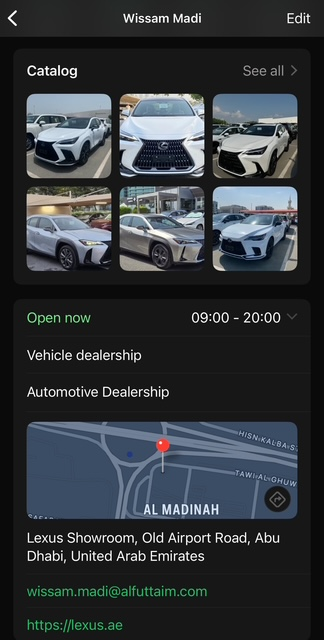 Wissam Madi
Edit
Catalog
See all
Open now
09:00 - 20:00
Vehicle dealership
Automotive Dealership
HISN KALBA ST
TAWI AL GHUW
AL MADINAH
Lexus Showroom, Old Airport Road, Abu
Dhabi, United Arab Emirates
wissam.madi@alfuttaim.com
https://lexus.ae